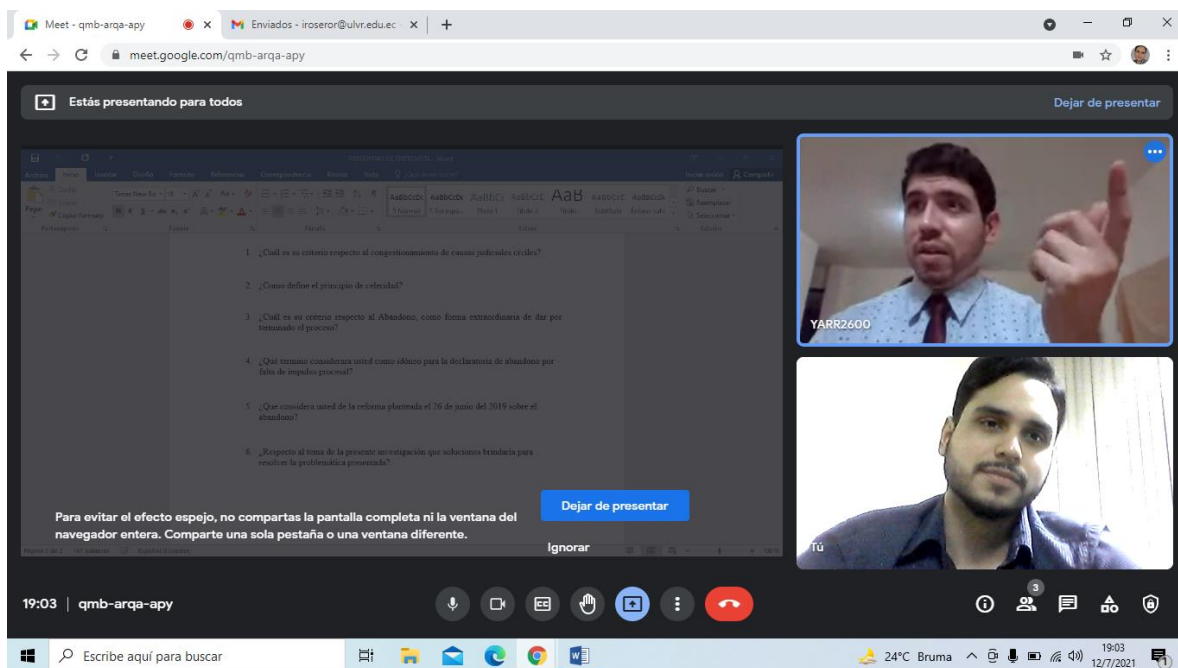 Meet - qmb-arqa-apy
Enviados - iroseror@ulvr.edu.ec
meet.google.com/qmb-arqa-apy
Estás presentando para todos
Dejar de presentar
1. ¿Cuál es su criterio respecto al congestionamiento de causas judiciales civiles?
2. ¿Como define el principio de celeridad?
3. ¿Cuál es su criterio respecto al Abandono, como forma extraordinaria de dar por
terminado el proceso?
4. ¿Qué termino considerara usted como idóneo para la declaratoria de abandono por
falta de impulso procesal?
5. ¿Que considera usted de la reforma planteada el 26 de junio del 2019 sobre el
abandono?
6. ¿Respecto al tema de la presente investigación que soluciones brindaría para
resolver la problemática presentada?
YARR2600
Para evitar el efecto espejo, no compartas la pantalla completa ni la ventana del
navegador entera. Comparte una sola pestaña o una ventana diferente.
Dejar de presentar
Ignorar
Tú
19:03 | qmb-arqa-apy
3
Escribe aquí para buscar
24°C Bruma
19:03
12/7/2021